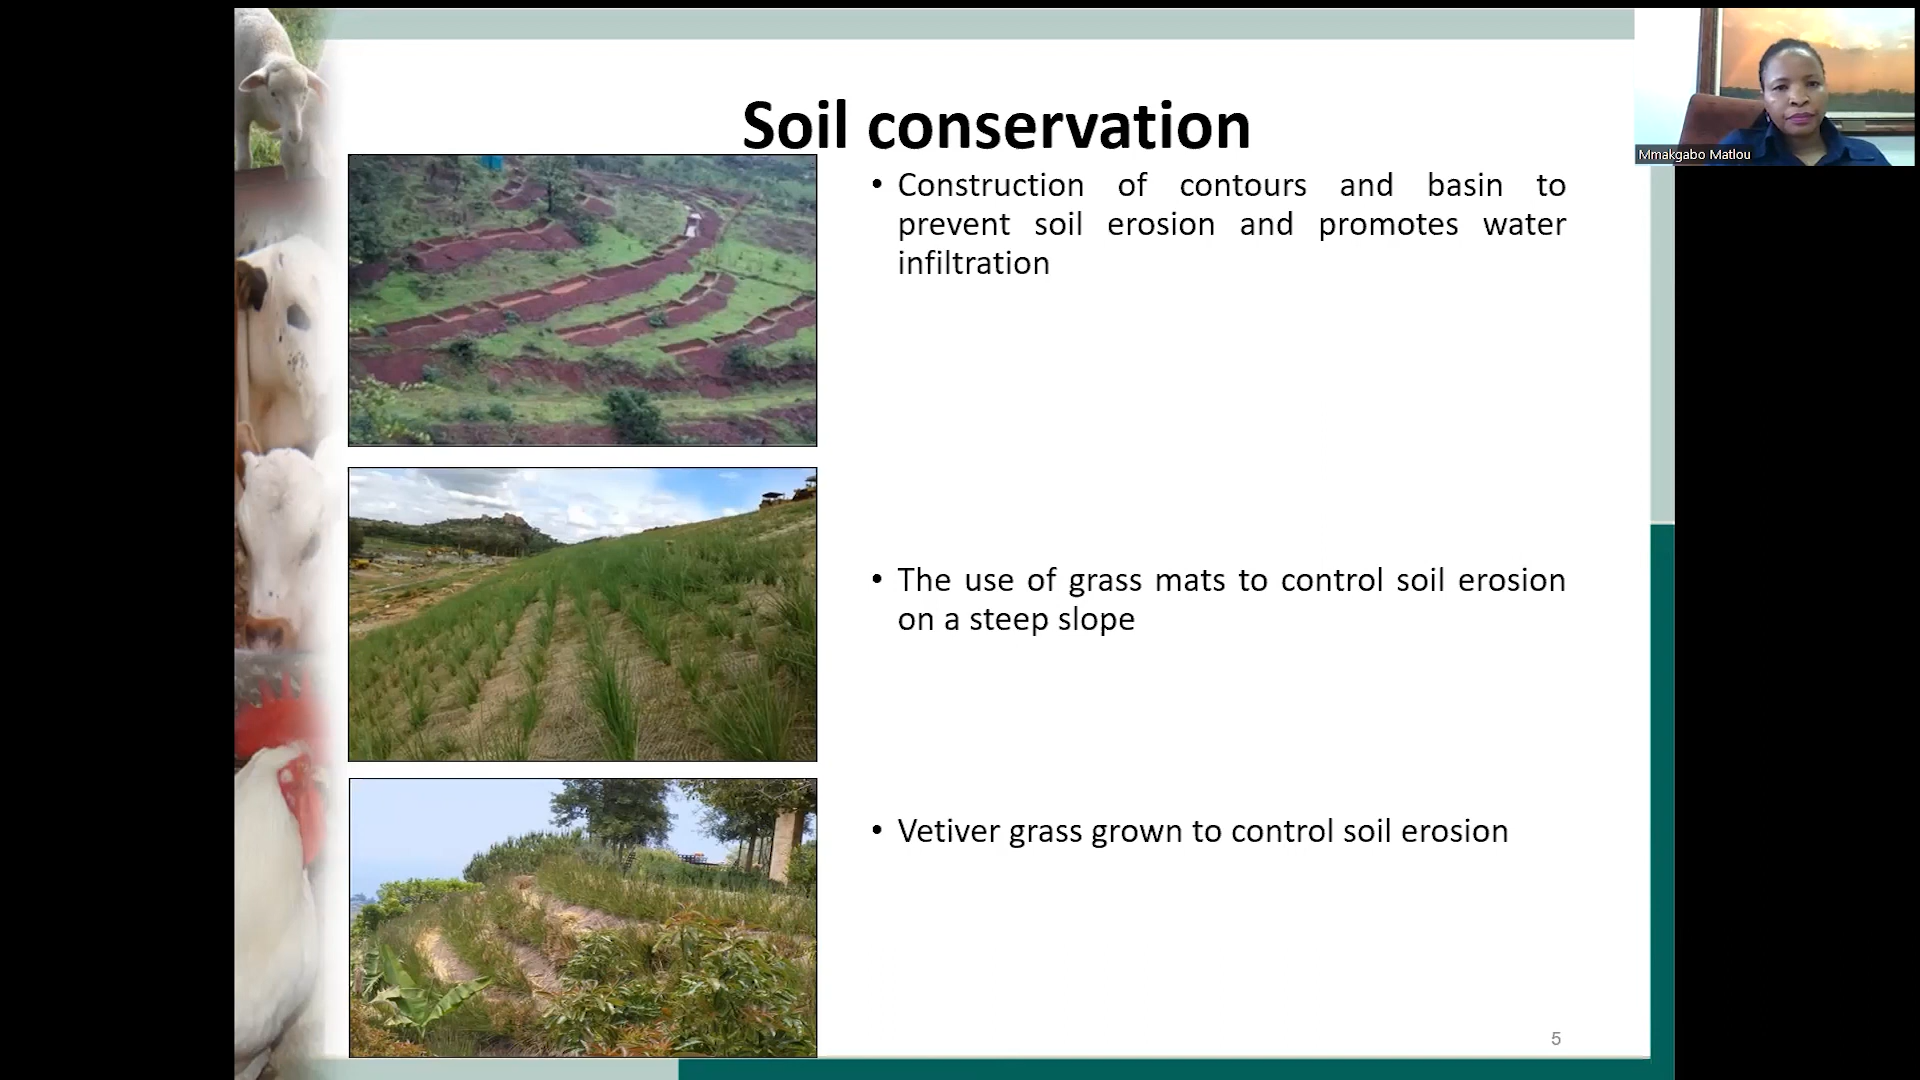 Soil conservation
Mmakgabo Matlou
• Construction of contours and basin to
prevent soil erosion and promotes water
infiltration
• The use of grass mats to control soil erosion
on a steep slope
• Vetiver grass grown to control soil erosion
5